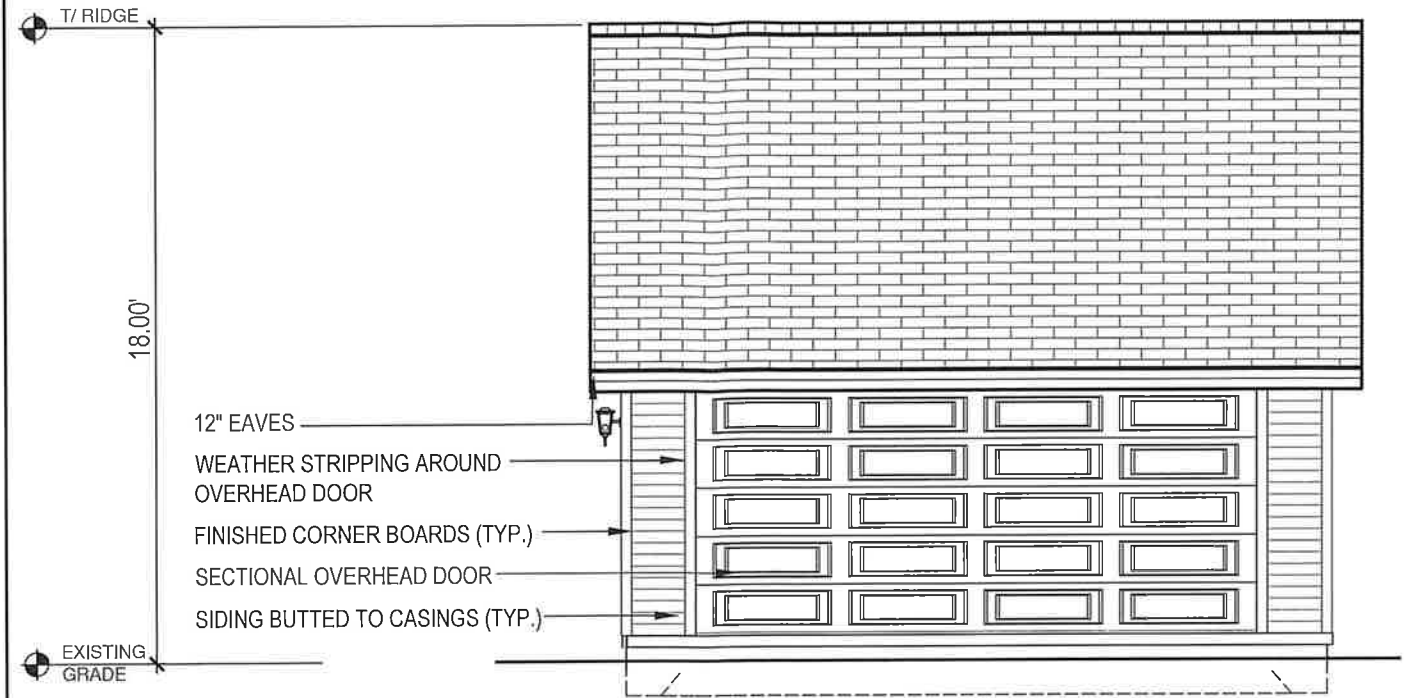 T/ RIDGE
18.00'
12" EAVES
WEATHER STRIPPING AROUND
OVERHEAD DOOR
FINISHED CORNER BOARDS (TYP.)
SECTIONAL OVERHEAD DOOR
SIDING BUTTED TO CASINGS (TYP.)
EXISTING
GRADE